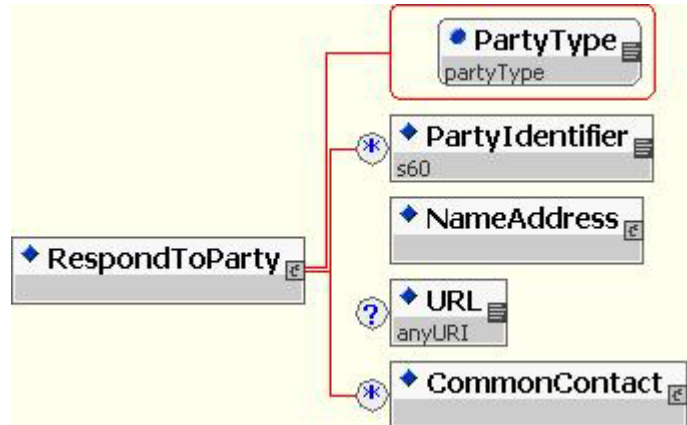 PartyType
partyType
PartyIdentifier
s60
NameAddress
RespondToParty
?
URL
anyURI
CommonContact